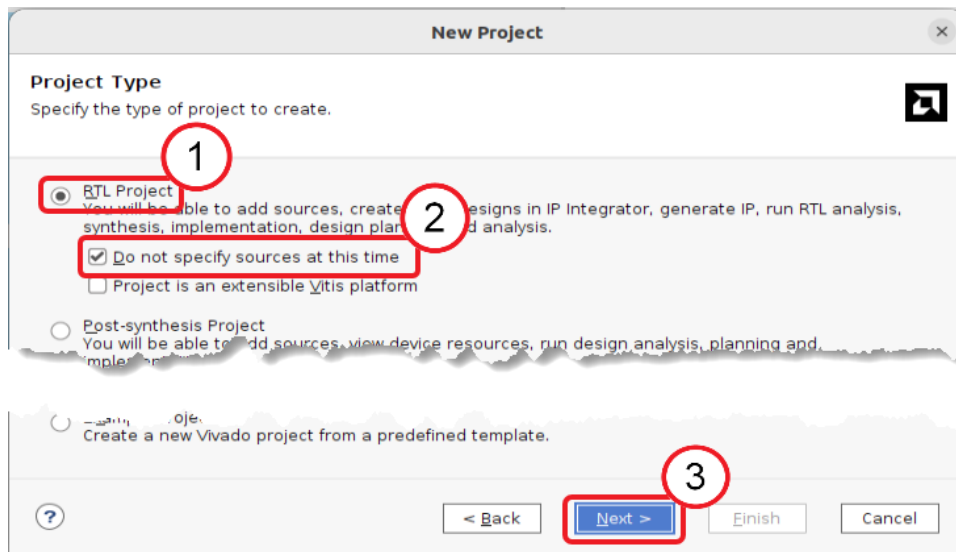 New Project
Project Type
Specify the type of project to create.
1
RTL Project
You will be able to add sources, create designs in IP Integrator, generate IP, run RTL analysis,
2
synthesis, implementation, design analysis.
Do not specify sources at this time
Project is an extensible Vitis platform
Post-synthesis Project
You will be able to add sources, view device resources, run design analysis, planning and
Create a new Vivado project from a predefined template.
3
?
< Back
Next >
Finish
Cancel